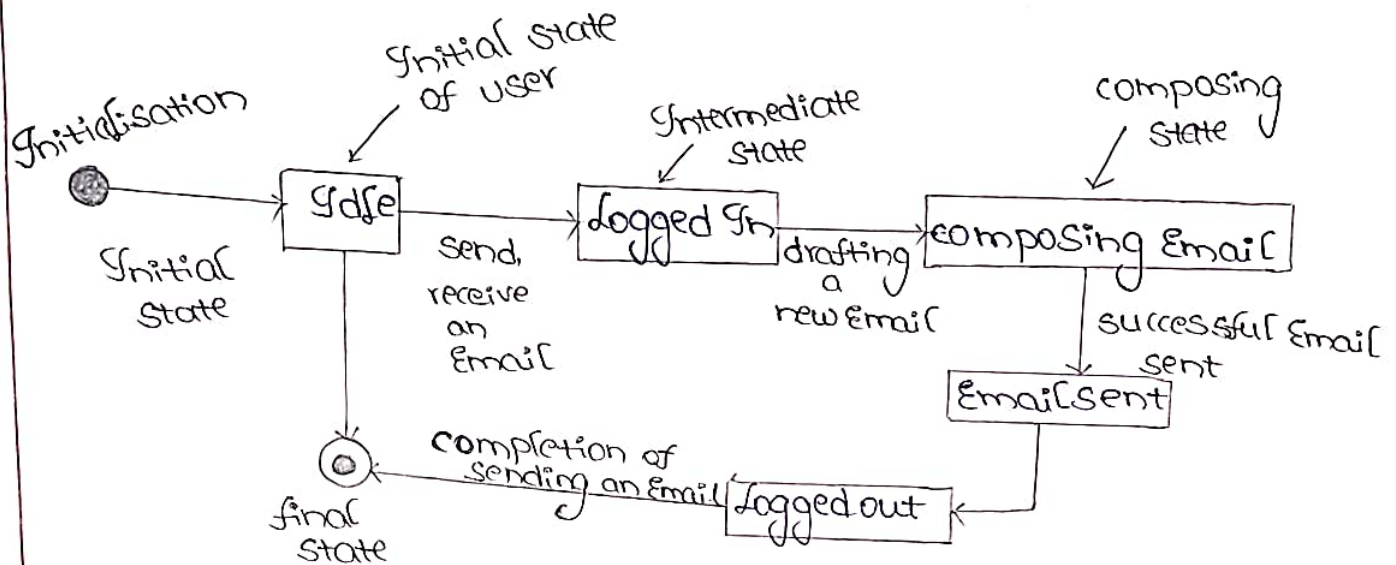 Initialisation
Initial state
of user
Intermediate
state
composing
state
Idle
Logged In
composing Email
Initial
state
send,
receive
an
Email
drafting
a
new Email
successful Email
sent
Email sent
completion of
sending an Email
Logged out
final
state